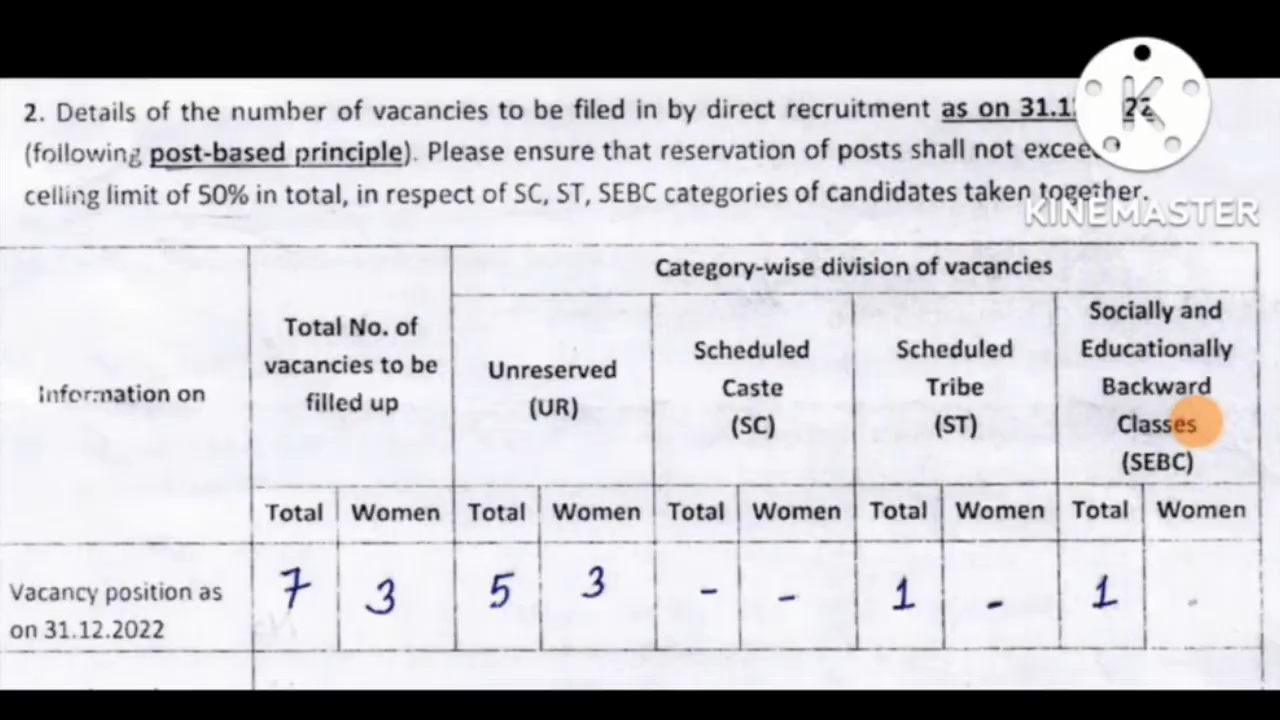 2. Details of the number of vacancies to be filed in by direct recruitment as on 31.1 22
(following post-based principle). Please ensure that reservation of posts shall not exceed
celling limit of 50% in total, in respect of SC, ST, SEBC categories of candidates taken together.
K
KINEMASTER
Category-wise division of vacancies
Information on
Total No. of
vacancies to be
filled up
Unreserved
(UR)
Scheduled
Caste
(SC)
Scheduled
Tribe
(ST)
Socially and
Educationally
Backward
Classes
(SEBC)
Total Women Total Women Total Women Total Women Total Women
Vacancy position as
on 31.12.2022
7 3 5 3 - - 1 - 1 -